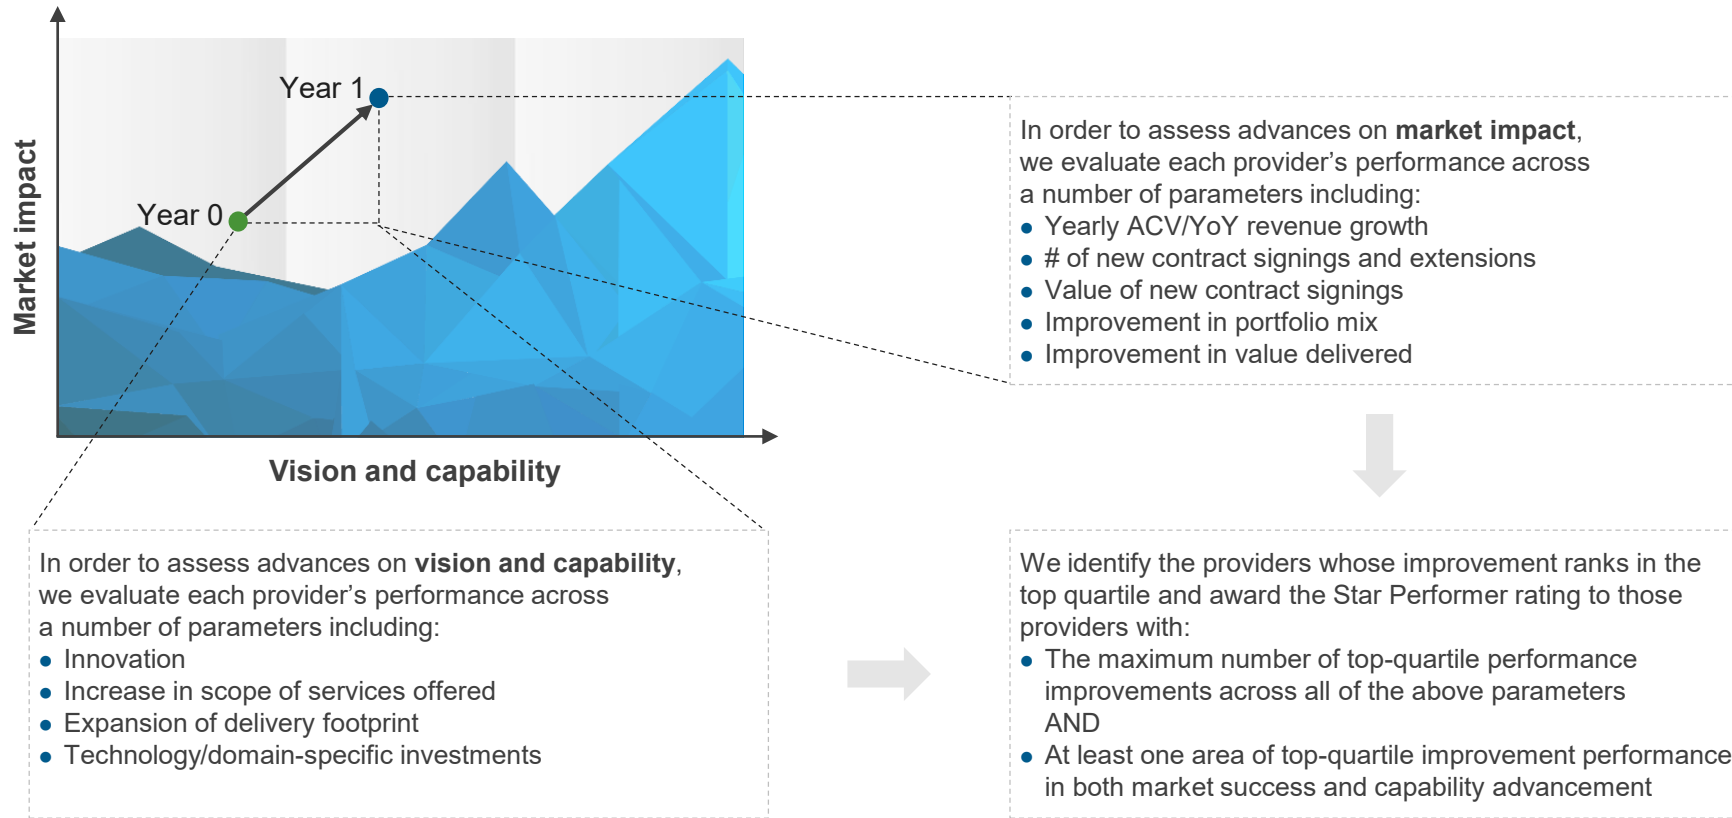 Market impact
Year 1
Year 0
Vision and capability
In order to assess advances on market impact,
we evaluate each provider’s performance across
a number of parameters including:
● Yearly ACV/YoY revenue growth
● # of new contract signings and extensions
● Value of new contract signings
● Improvement in portfolio mix
● Improvement in value delivered
In order to assess advances on vision and capability,
we evaluate each provider’s performance across
a number of parameters including:
● Innovation
● Increase in scope of services offered
● Expansion of delivery footprint
● Technology/domain-specific investments
We identify the providers whose improvement ranks in the
top quartile and award the Star Performer rating to those
providers with:
● The maximum number of top-quartile performance
improvements across all of the above parameters
AND
● At least one area of top-quartile improvement performance
in both market success and capability advancement